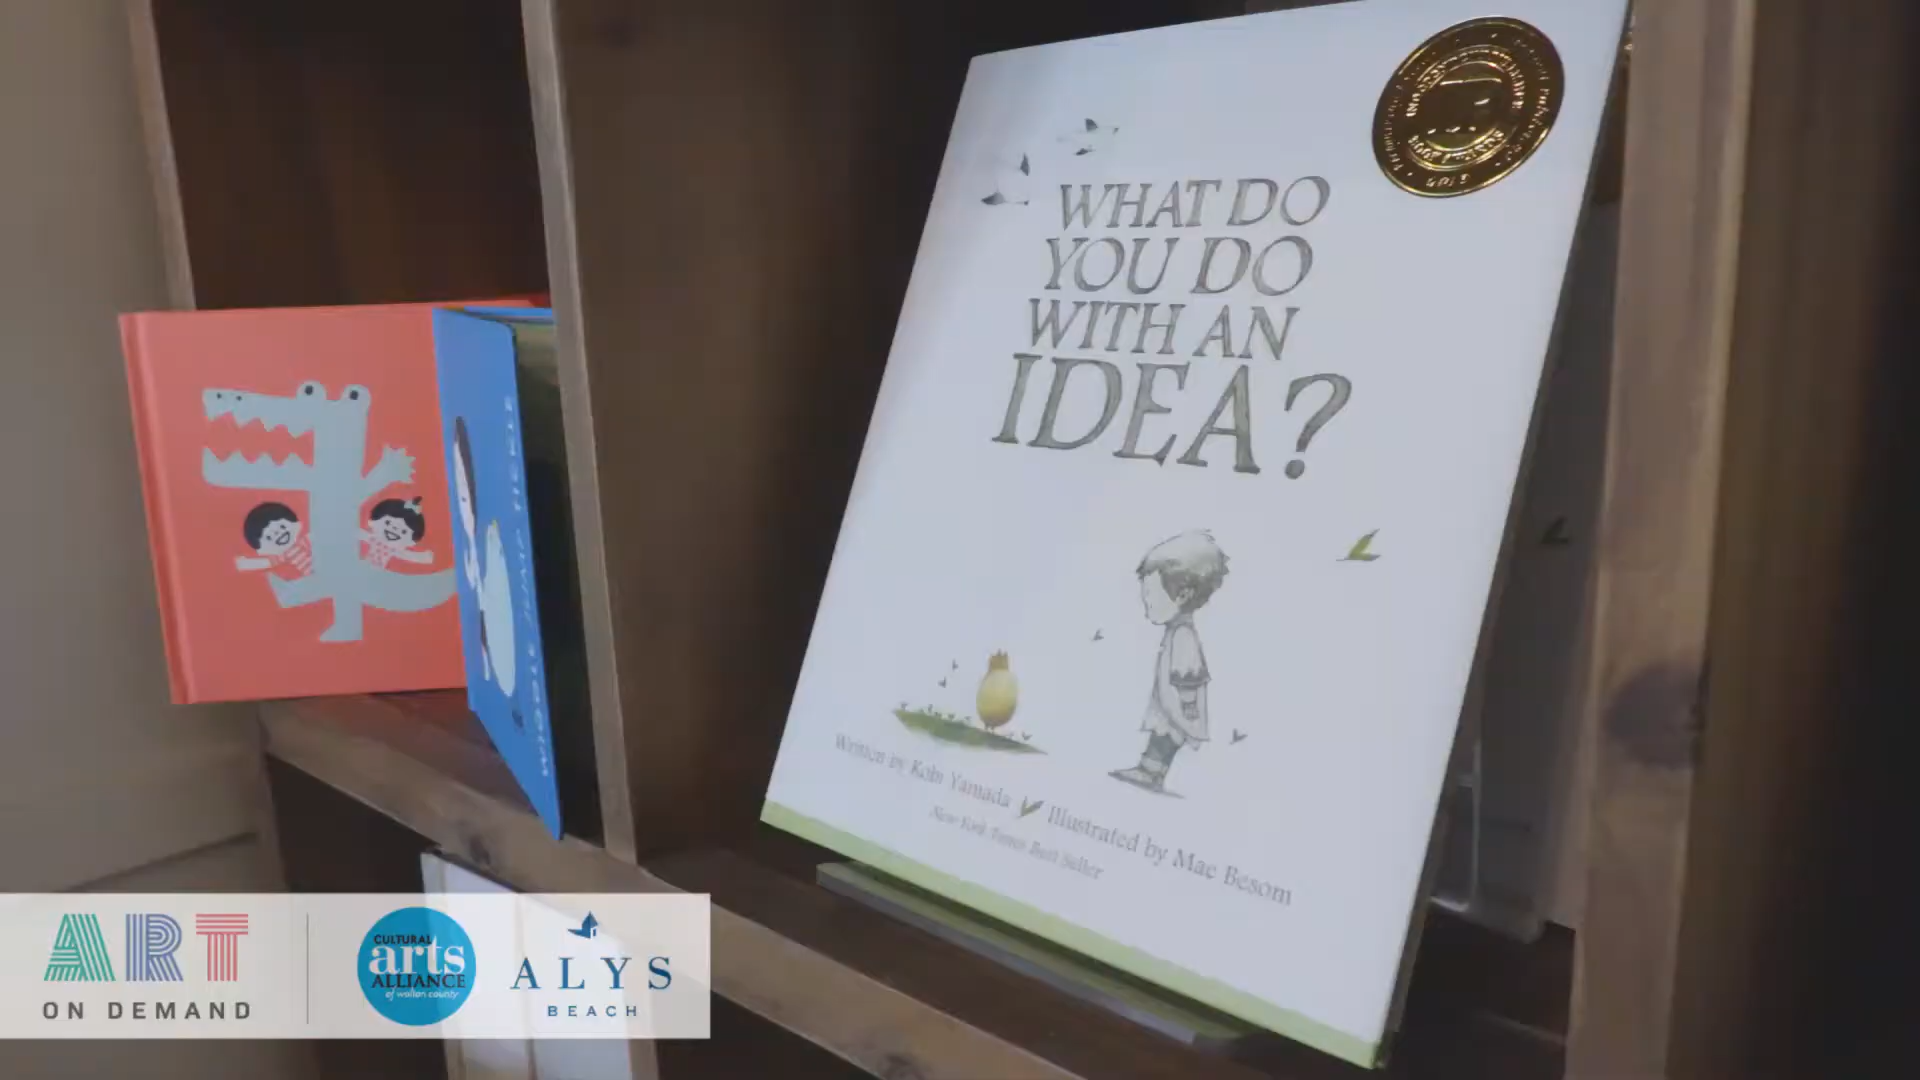 WHAT DO
YOU DO
WITH AN
IDEA?
Written by Kobi Yamada Illustrated by Mae Besom
New York Times Best Seller
ART
ON DEMAND
CULTURAL
arts
ALLIANCE
of walton county
ALYS
BEACH